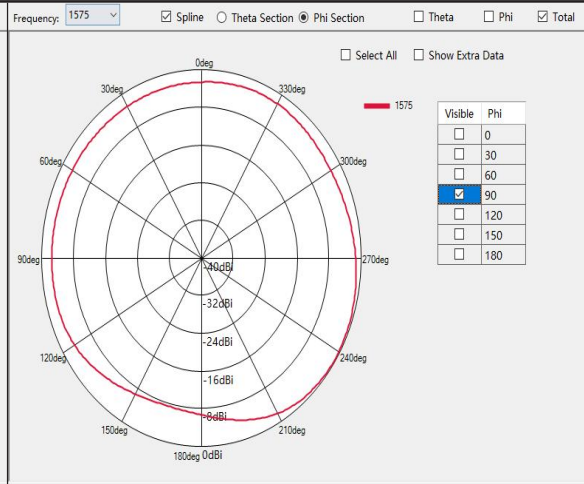 Frequency: 1575 Spline Theta Section Phi Section Theta Phi Total
Select All Show Extra Data
0deg
30deg 330deg
1575
Visible Phi
0
30
60
90
120
150
180
60deg 300deg
90deg 270deg
-40dBi
-32dBi
-24dBi
120deg 240deg
-16dBi
-8dBi
150deg 210deg
180deg 0dBi